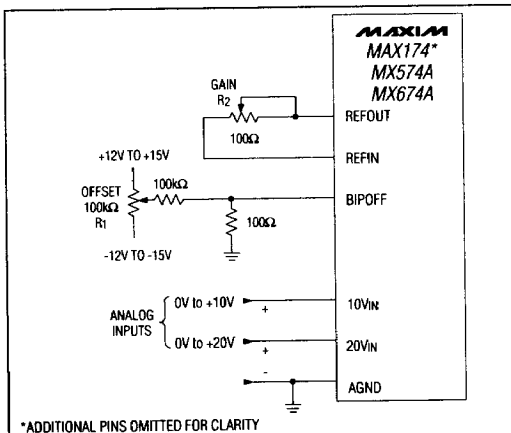 MAXIM
MAX174*
MX574A
MX674A
GAIN
R2
100Ω
REFOUT
REFIN
+12V TO +15V
OFFSET
100kΩ
R1
100kΩ
BIPOFF
100Ω
-12V TO -15V
ANALOG
INPUTS
0V to +10V
+
10VIN
0V to +20V
+
20VIN
-
AGND
*ADDITIONAL PINS OMITTED FOR CLARITY